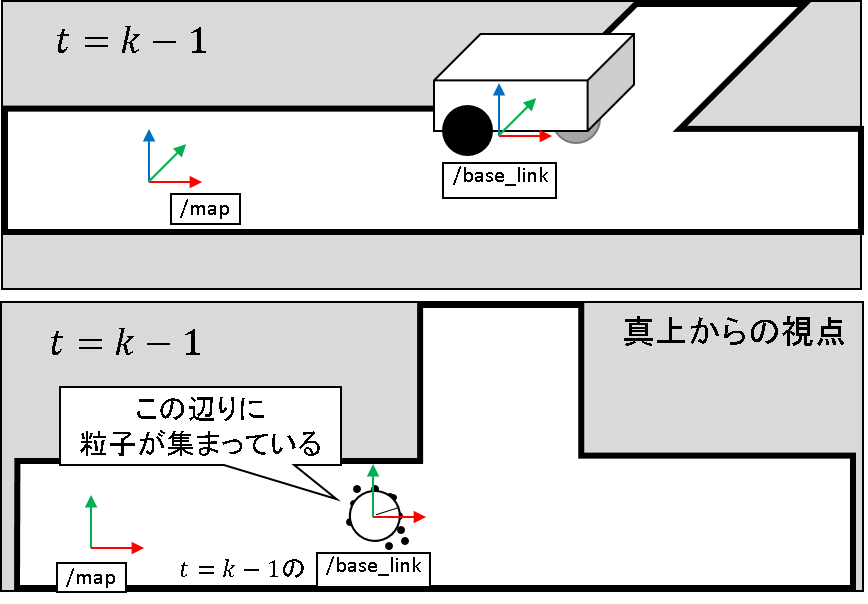 t = k − 1
/base_link
/map
t = k − 1
真上からの視点
この辺りに
粒子が集まっている
t = k − 1の
/base_link
/map